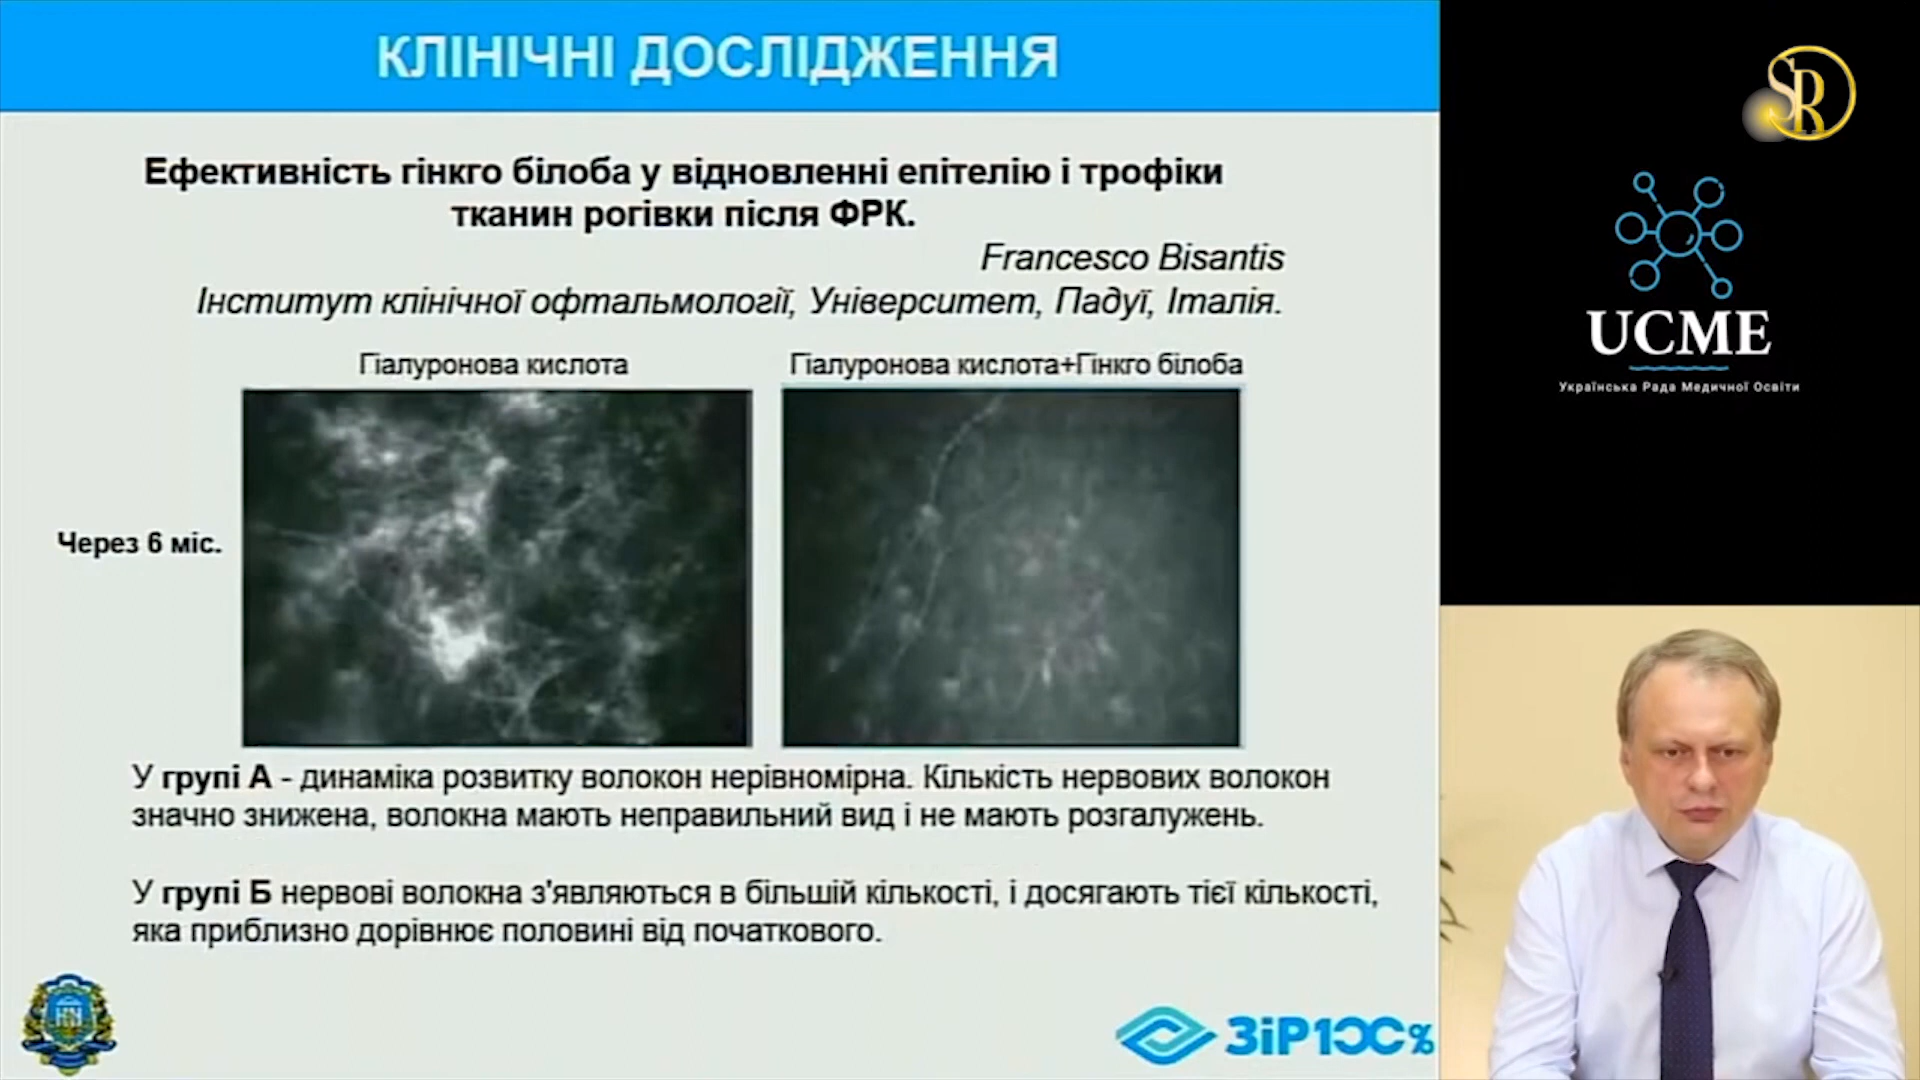 КЛІНІЧНІ ДОСЛІДЖЕННЯ
Ефективність гінкго білоба у відновленні епітелію і трофіки
тканин рогівки після ФРК.
Francesco Bisantis
Інститут клінічної офтальмології, Університет, Падуї, Італія.
Гіалуронова кислота
Гіалуронова кислота+Гінкго білоба
Через 6 міс.
У групі А - динаміка розвитку волокон нерівномірна. Кількість нервових волокон
значно знижена, волокна мають неправильний вид і не мають розгалужень.
У групі Б нервові волокна з'являються в більшій кількості, і досягають тієї кількості,
яка приблизно дорівнює половині від початкового.
ЗіР100%
SR
UCME
Українська Рада Медичної Освіти